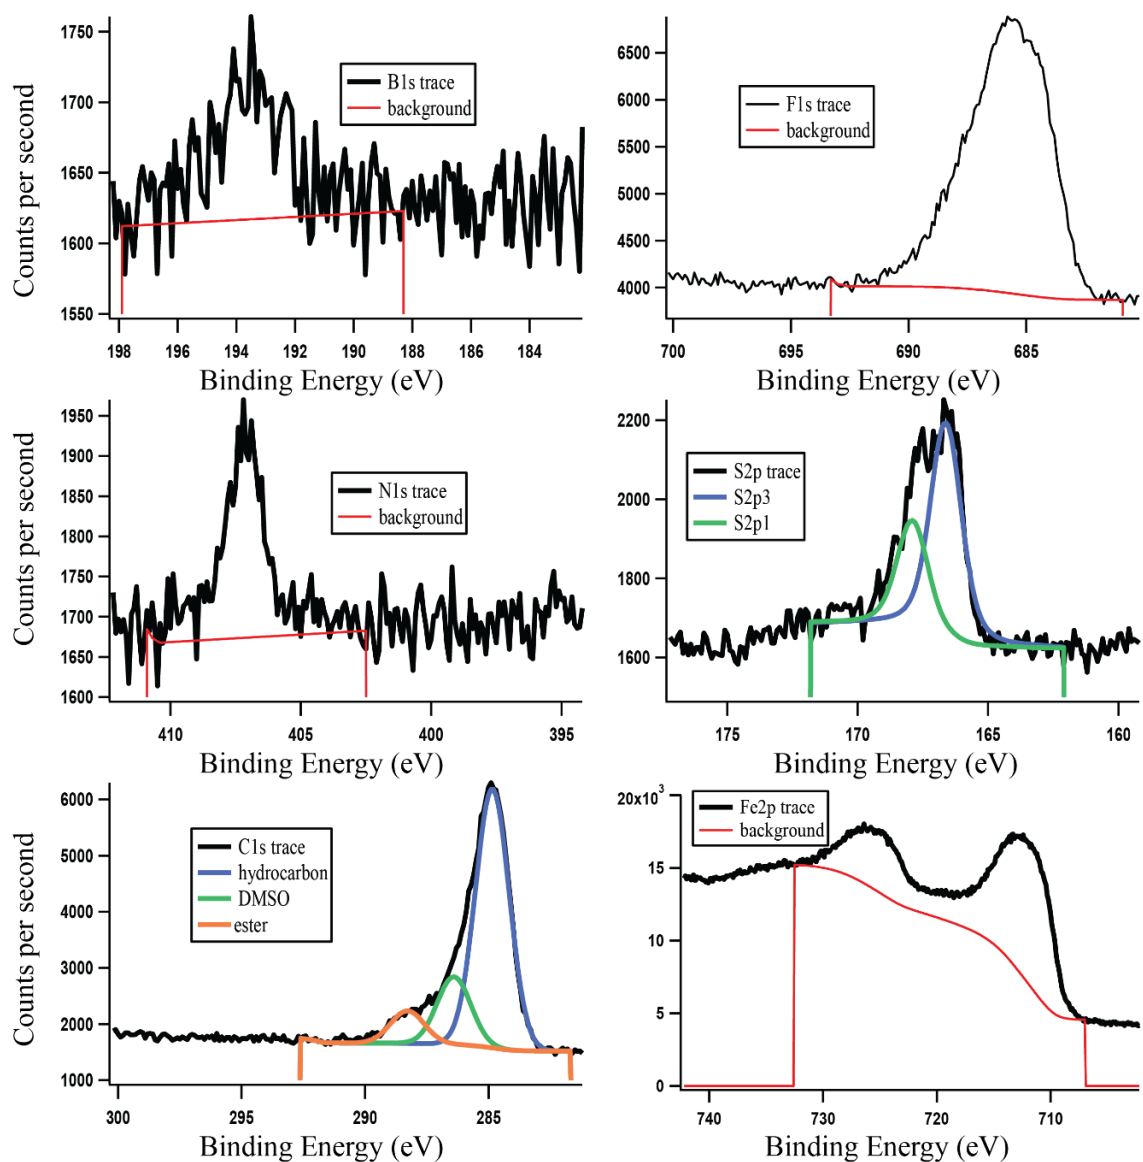 Counts per second
1750
1700
1650
1600
1550
B1s trace
background
198 196 194 192 190 188 186 184
Binding Energy (eV)
6500
6000
5500
5000
4500
4000
F1s trace
background
700 695 690 685
Binding Energy (eV)
Counts per second
1950
1900
1850
1800
1750
1700
1650
1600
N1s trace
background
410 405 400 395
Binding Energy (eV)
2200
2000
1800
1600
S2p trace
S2p3
S2p1
175 170 165 160
Binding Energy (eV)
Counts per second
6000
5000
4000
3000
2000
1000
C1s trace
hydrocarbon
DMSO
ester
300 295 290 285
Binding Energy (eV)
20x10³
15
10
5
0
Fe2p trace
background
740 730 720 710
Binding Energy (eV)